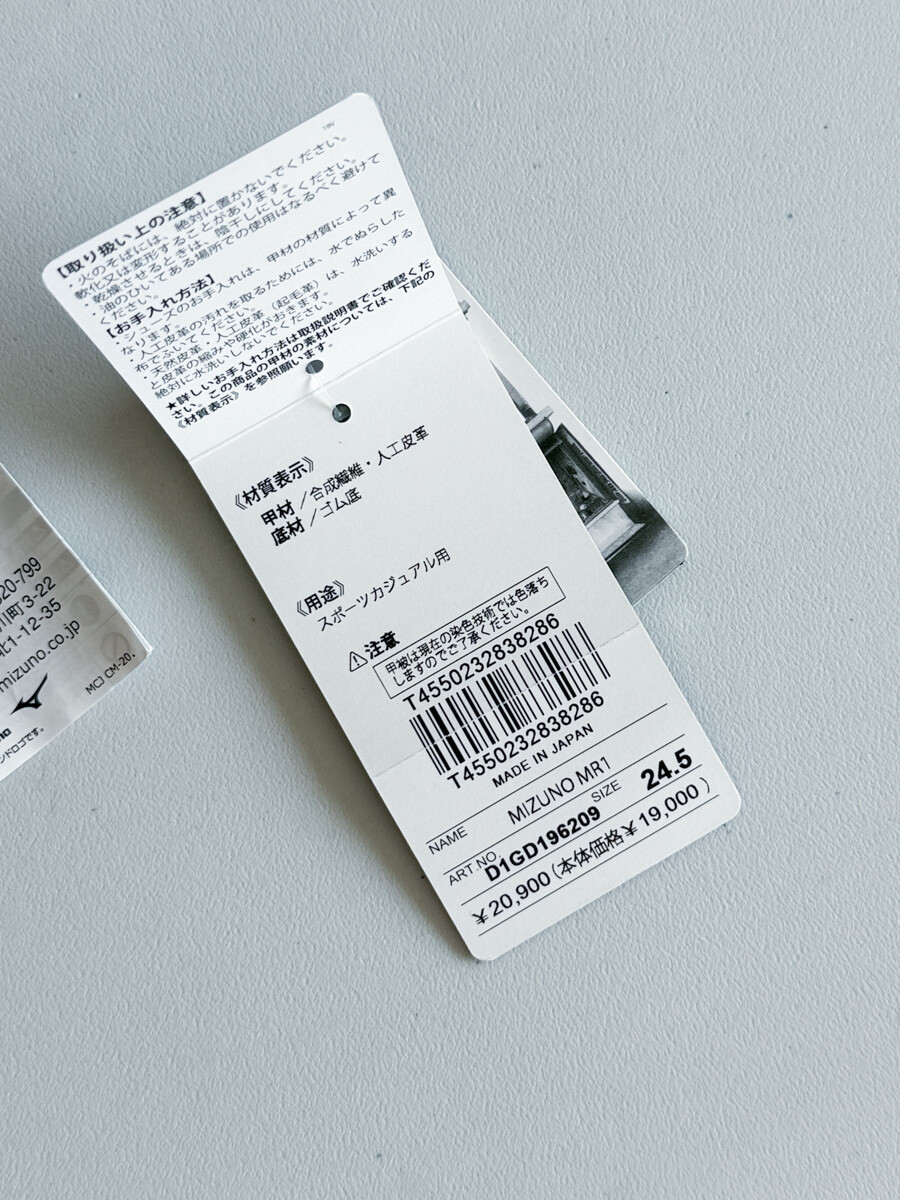 【取り扱い上の注意】
・火のそばには、絶対に置かないでください。
軟化又は変形することがあります。
・乾燥させるときは、陰干しにしてください。
・油のひいてある場所での使用はなるべく避けて
ください。
【お手入れ方法】
・シューズのお手入れは、甲材の材質によって異
なります。
・人工皮革の汚れを取るためには、水でぬらした
布でふいてください。
・天然皮革・人工皮革（起毛革）は、水洗いする
と皮革の縮みや硬化がおきます。
絶対に水洗いしないでください。
★詳しいお手入れ方法は取扱説明書でご確認くだ
さい。この商品の甲材の素材については、下記の
《材質表示》を参照願います。
《材質表示》
甲材／合成繊維・人工皮革
底材／ゴム底
《用途》
スポーツカジュアル用
⚠注意
甲被は現在の染色技術では色落ち
しますのでご了承ください。
T4550232838286
T4550232838286
MADE IN JAPAN
NAME MIZUNO MR1
ART.NO. D1GD196209 SIZE 24.5
¥20,900(本体価格¥19,000)
20-799
川町3-22
北1-12-35
mizuno.co.jp
MCJ CM-20.
ンドロゴです。